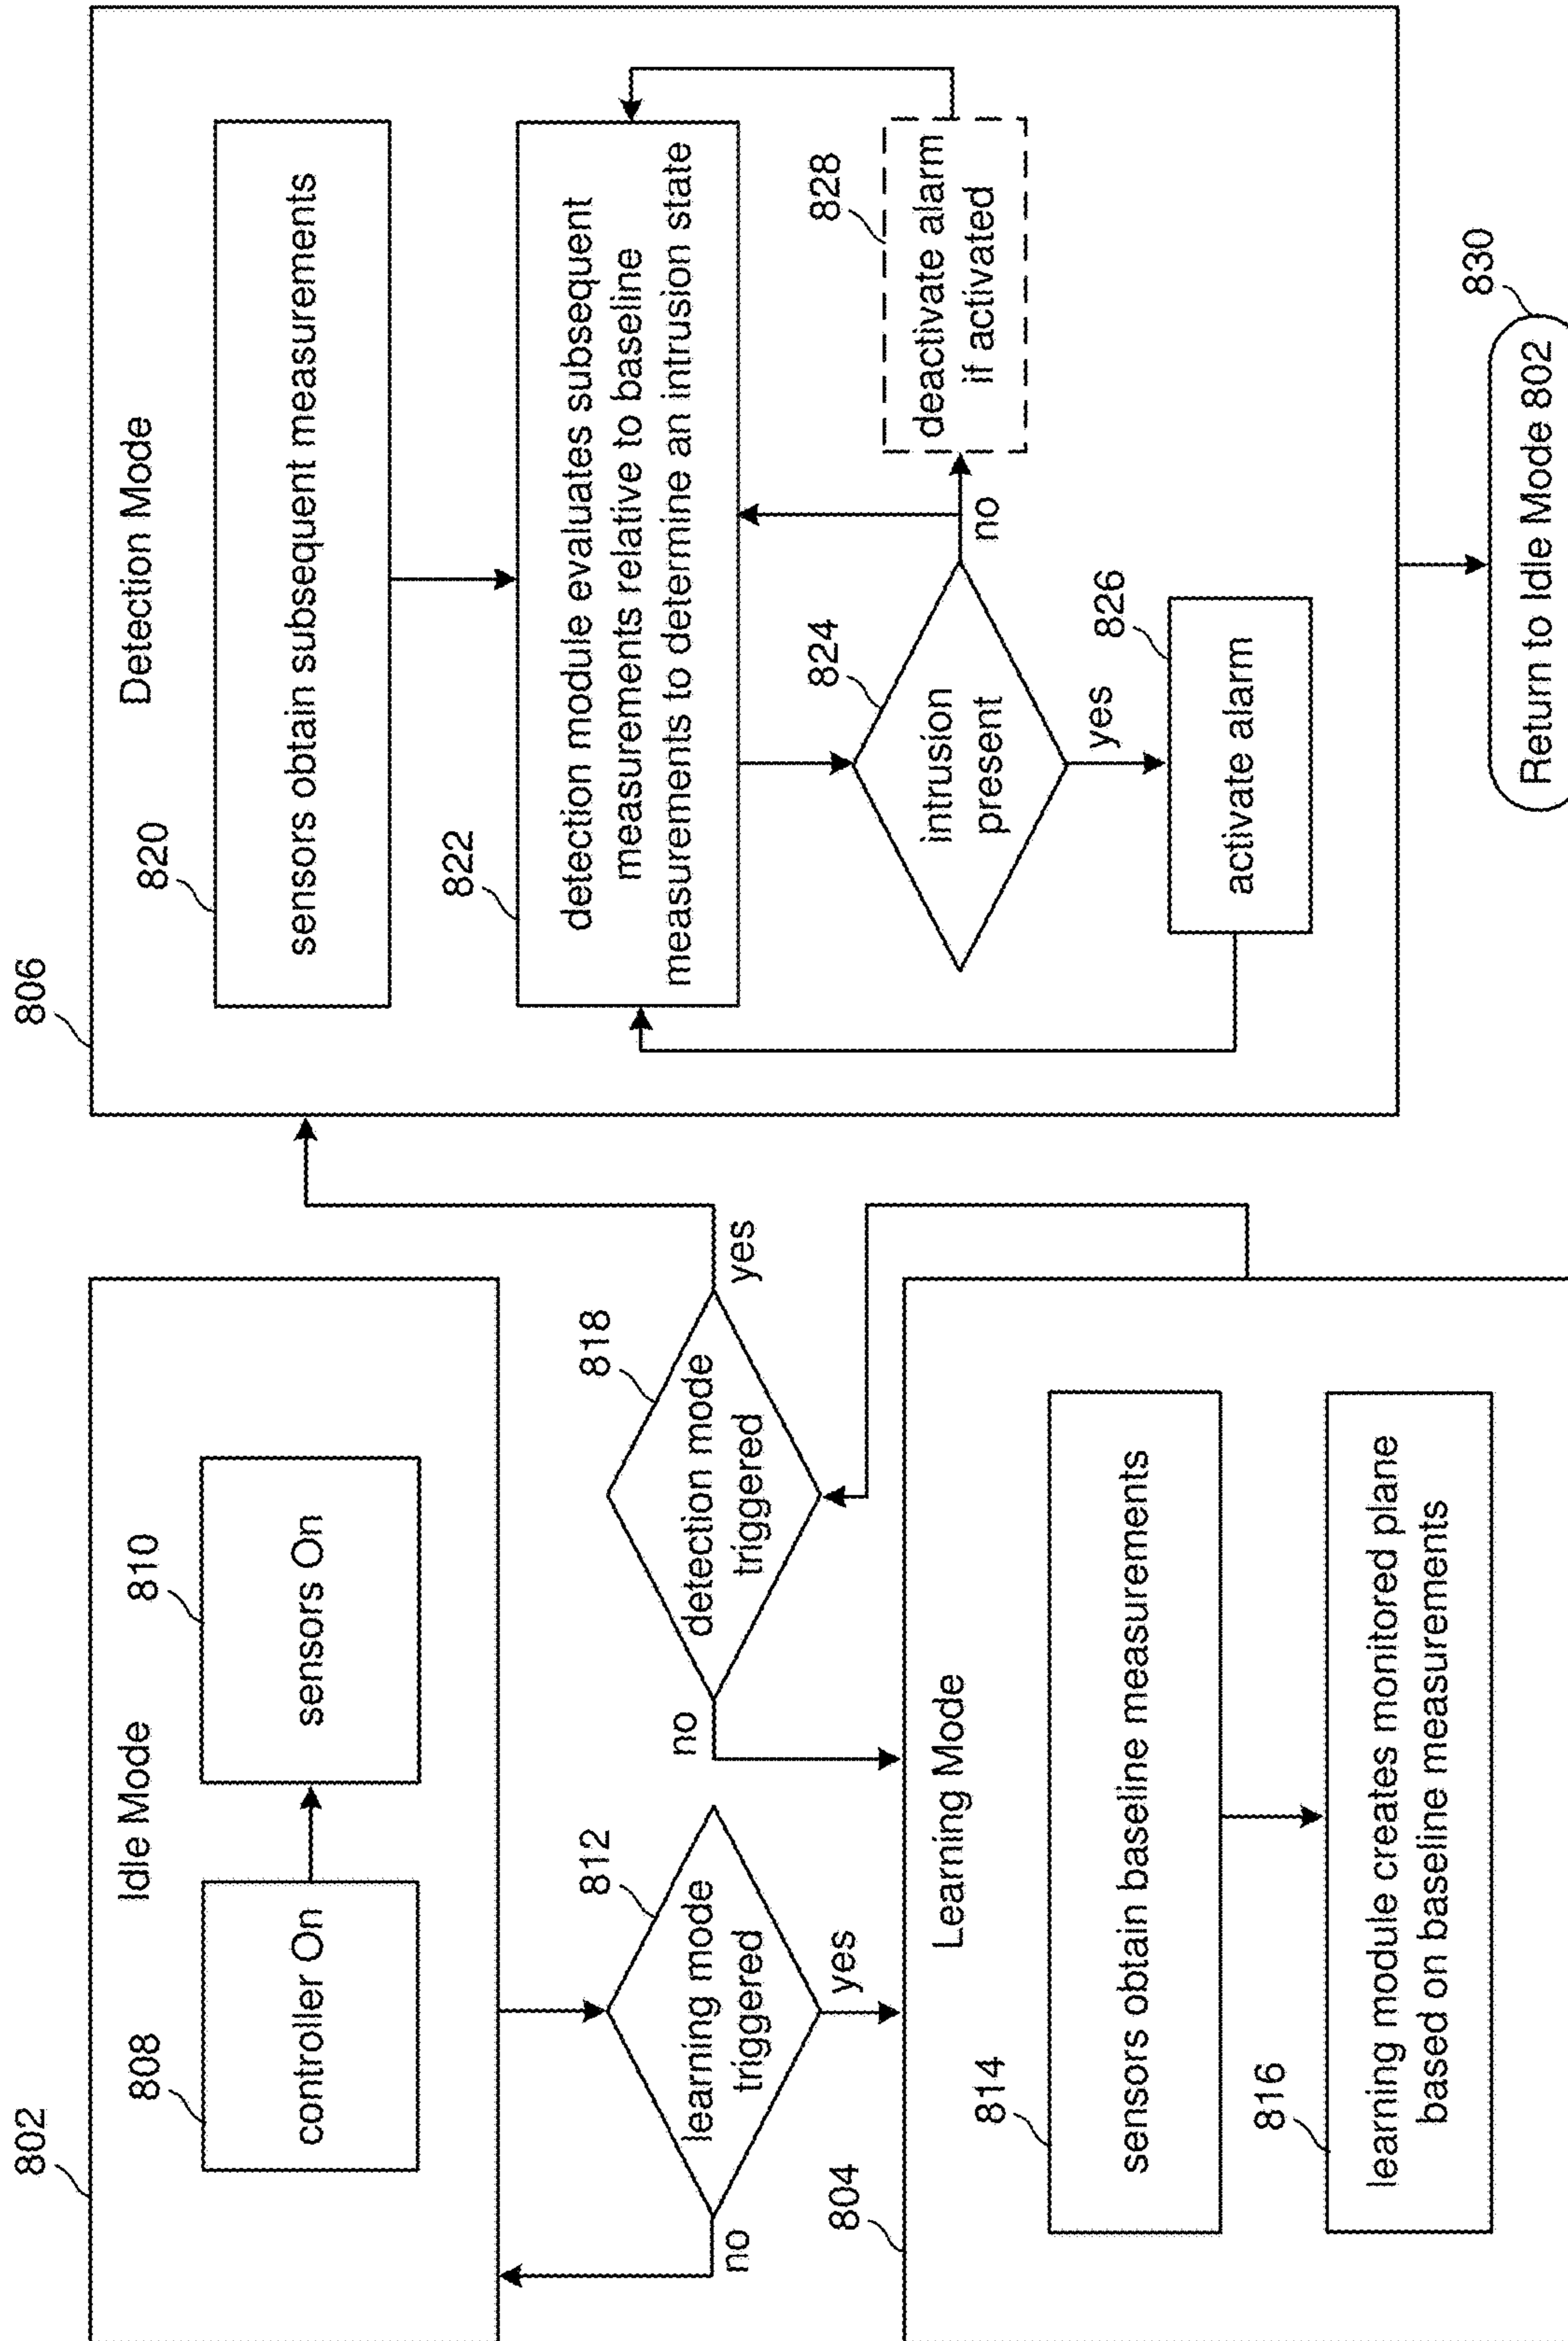 802
Idle Mode
808
controller On
810
sensors On
812
learning mode
triggered
no
yes
818
detection mode
triggered
no
yes
804
Learning Mode
814
sensors obtain baseline measurements
816
learning module creates monitored plane
based on baseline measurements
806
Detection Mode
820
sensors obtain subsequent measurements
822
detection module evaluates subsequent
measurements relative to baseline
measurements to determine an intrusion state
824
intrusion
present
no
yes
828
deactivate alarm
if activated
826
activate alarm
830
Return to Idle Mode 802